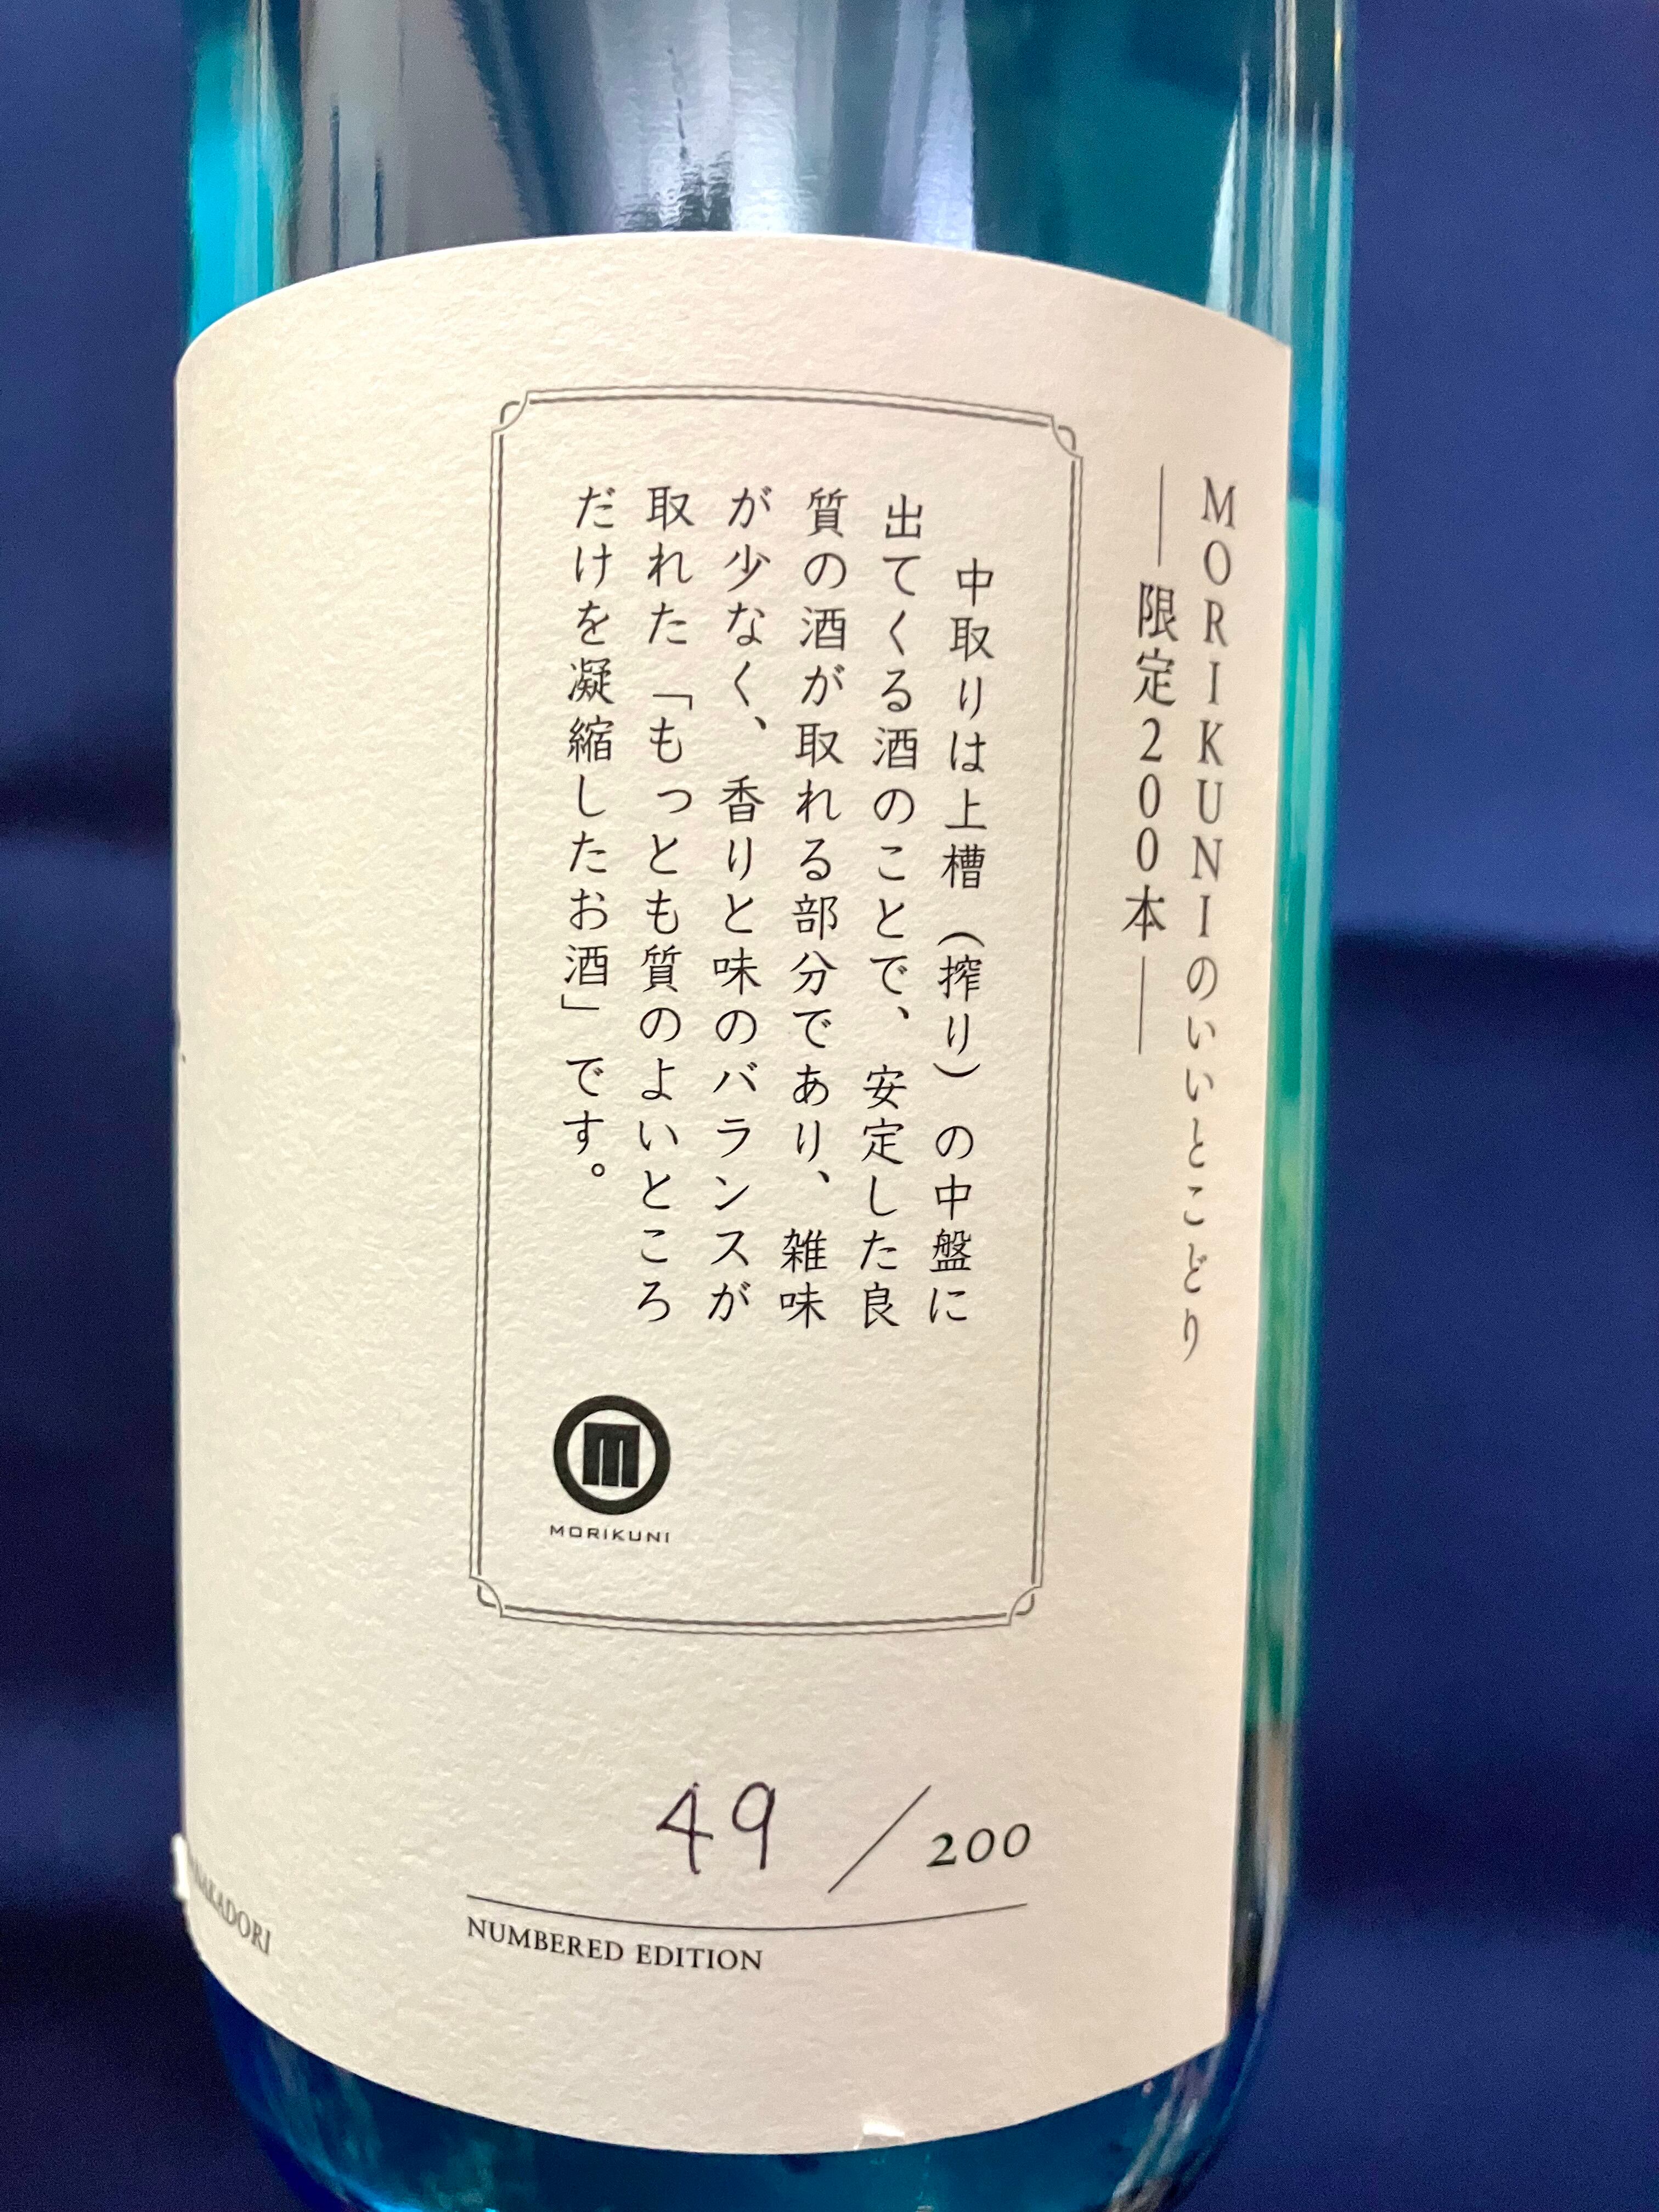 MORIKUNIのいいとこどり
―限定200本―
中取りは上槽（搾り）の中盤に
出てくる酒のことで、安定した良
質の酒が取れる部分であり、雑味
が少なく、香りと味のバランスが
取れた「もっとも質のよいところ
だけを凝縮したお酒」です。
MORIKUNI
49/200
NUMBERED EDITION
NAKADORI